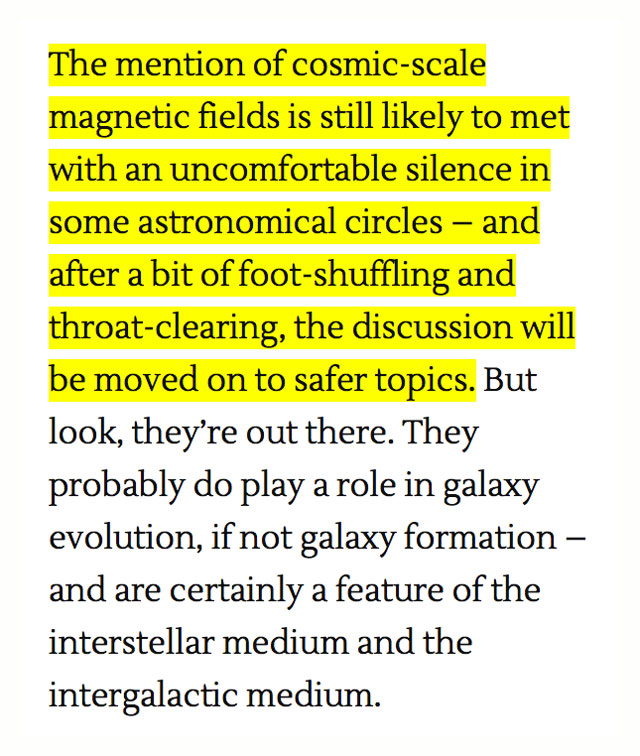 The mention of cosmic-scale
magnetic fields is still likely to met
with an uncomfortable silence in
some astronomical circles – and
after a bit of foot-shuffling and
throat-clearing, the discussion will
be moved on to safer topics. But
look, they’re out there. They
probably do play a role in galaxy
evolution, if not galaxy formation –
and are certainly a feature of the
interstellar medium and the
intergalactic medium.